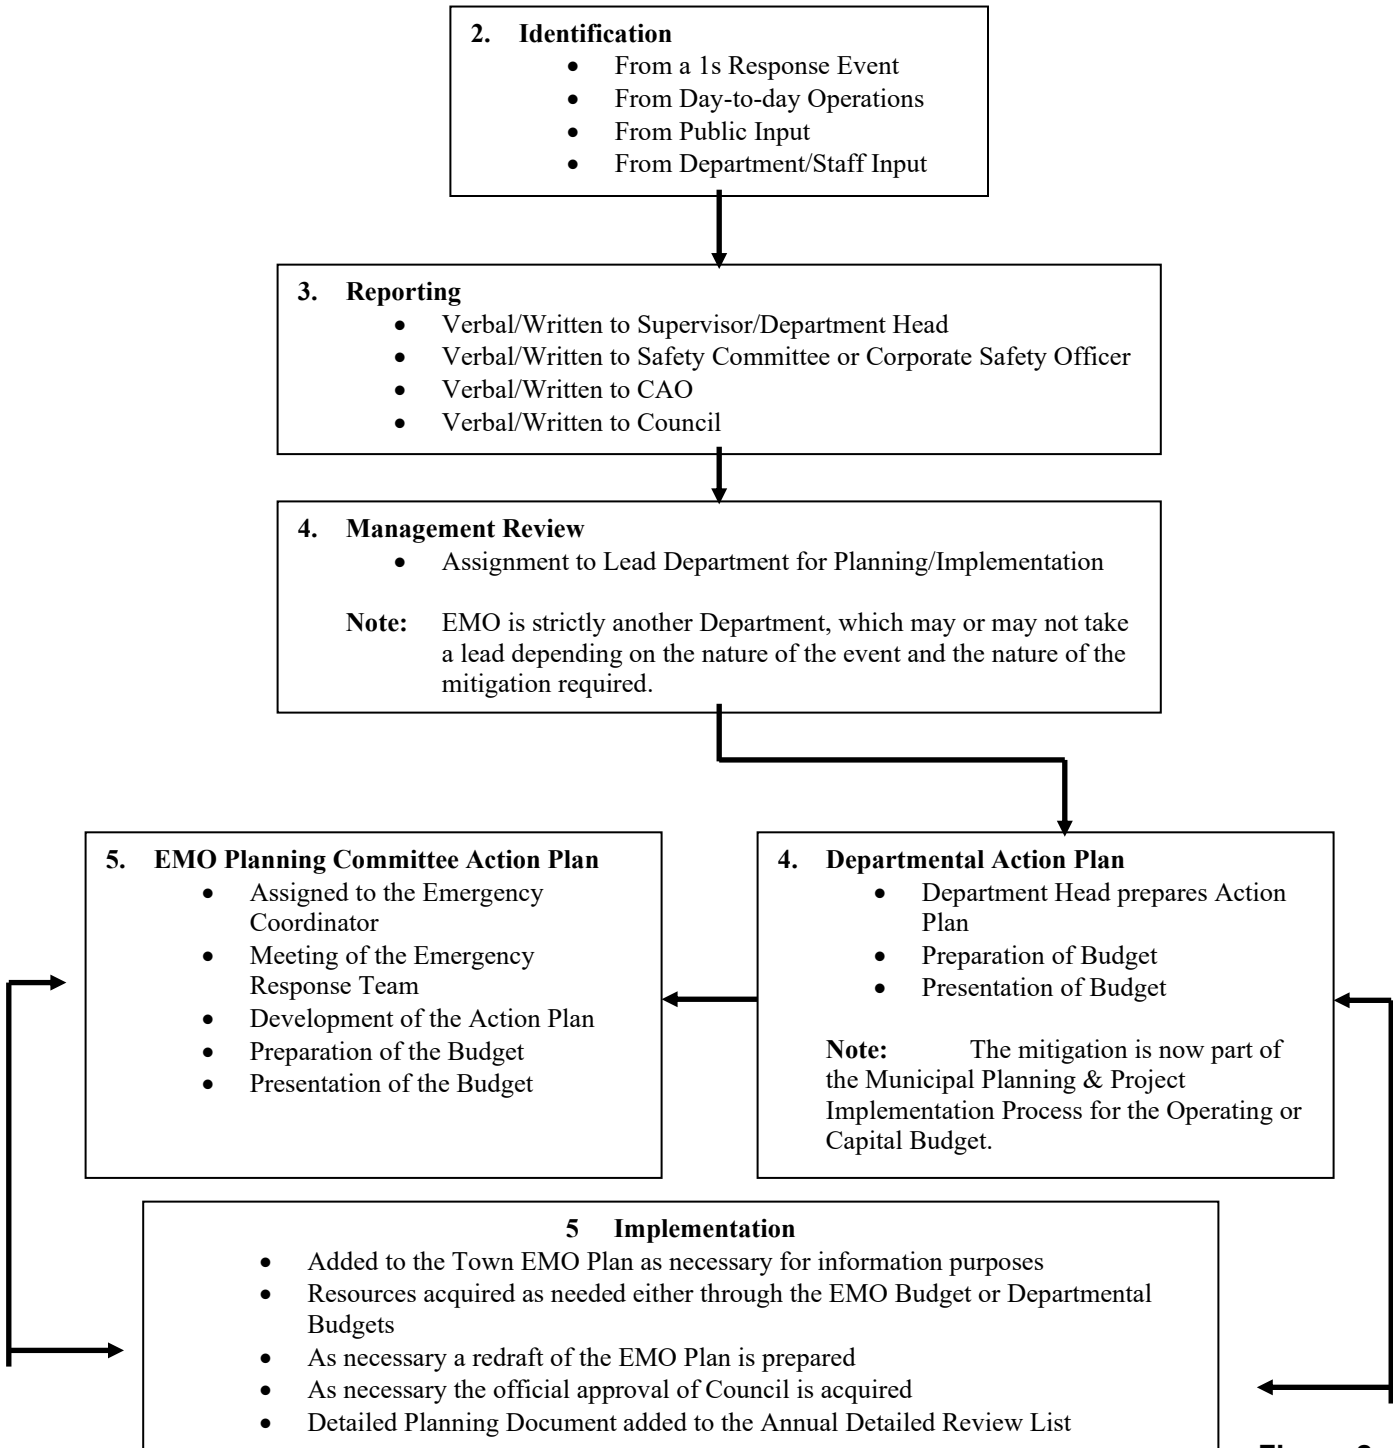 2. Identification
• From a 1s Response Event
• From Day-to-day Operations
• From Public Input
• From Department/Staff Input
3. Reporting
• Verbal/Written to Supervisor/Department Head
• Verbal/Written to Safety Committee or Corporate Safety Officer
• Verbal/Written to CAO
• Verbal/Written to Council
4. Management Review
• Assignment to Lead Department for Planning/Implementation
Note: EMO is strictly another Department, which may or may not take
a lead depending on the nature of the event and the nature of the
mitigation required.
5. EMO Planning Committee Action Plan
• Assigned to the Emergency
Coordinator
• Meeting of the Emergency
Response Team
• Development of the Action Plan
• Preparation of the Budget
• Presentation of the Budget
4. Departmental Action Plan
• Department Head prepares Action
Plan
• Preparation of Budget
• Presentation of Budget
Note: The mitigation is now part of
the Municipal Planning & Project
Implementation Process for the Operating or
Capital Budget.
5 Implementation
• Added to the Town EMO Plan as necessary for information purposes
• Resources acquired as needed either through the EMO Budget or Departmental
Budgets
• As necessary a redraft of the EMO Plan is prepared
• As necessary the official approval of Council is acquired
• Detailed Planning Document added to the Annual Detailed Review List